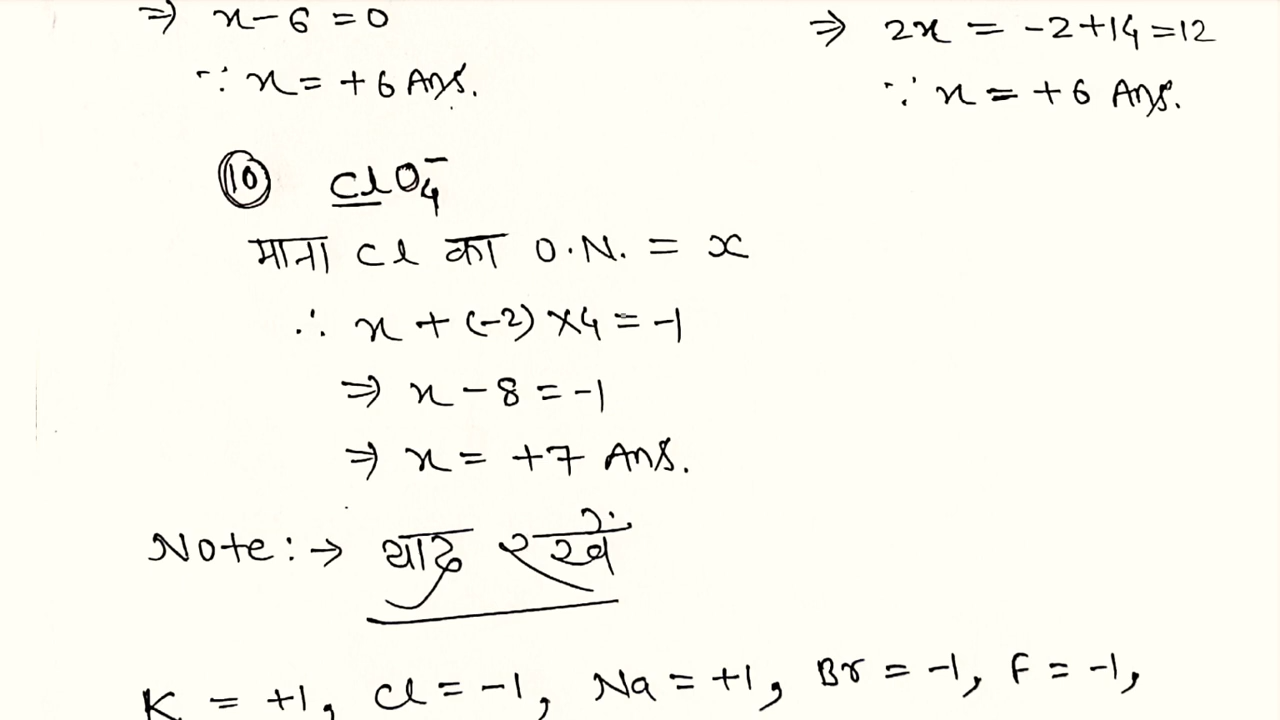 ⇒ x-6 = 0
∵ x = +6 Ans.
⇒ 2x = -2+14 = 12
∵ x = +6 Ans.
⑩ ClO₄⁻
माना Cl का O.N. = x
∴ x + (-2) × 4 = -1
⇒ x - 8 = -1
⇒ x = +7 Ans.
Note:→ याद रखें
K = +1, Cl = -1, Na = +1, Br = -1, F = -1,